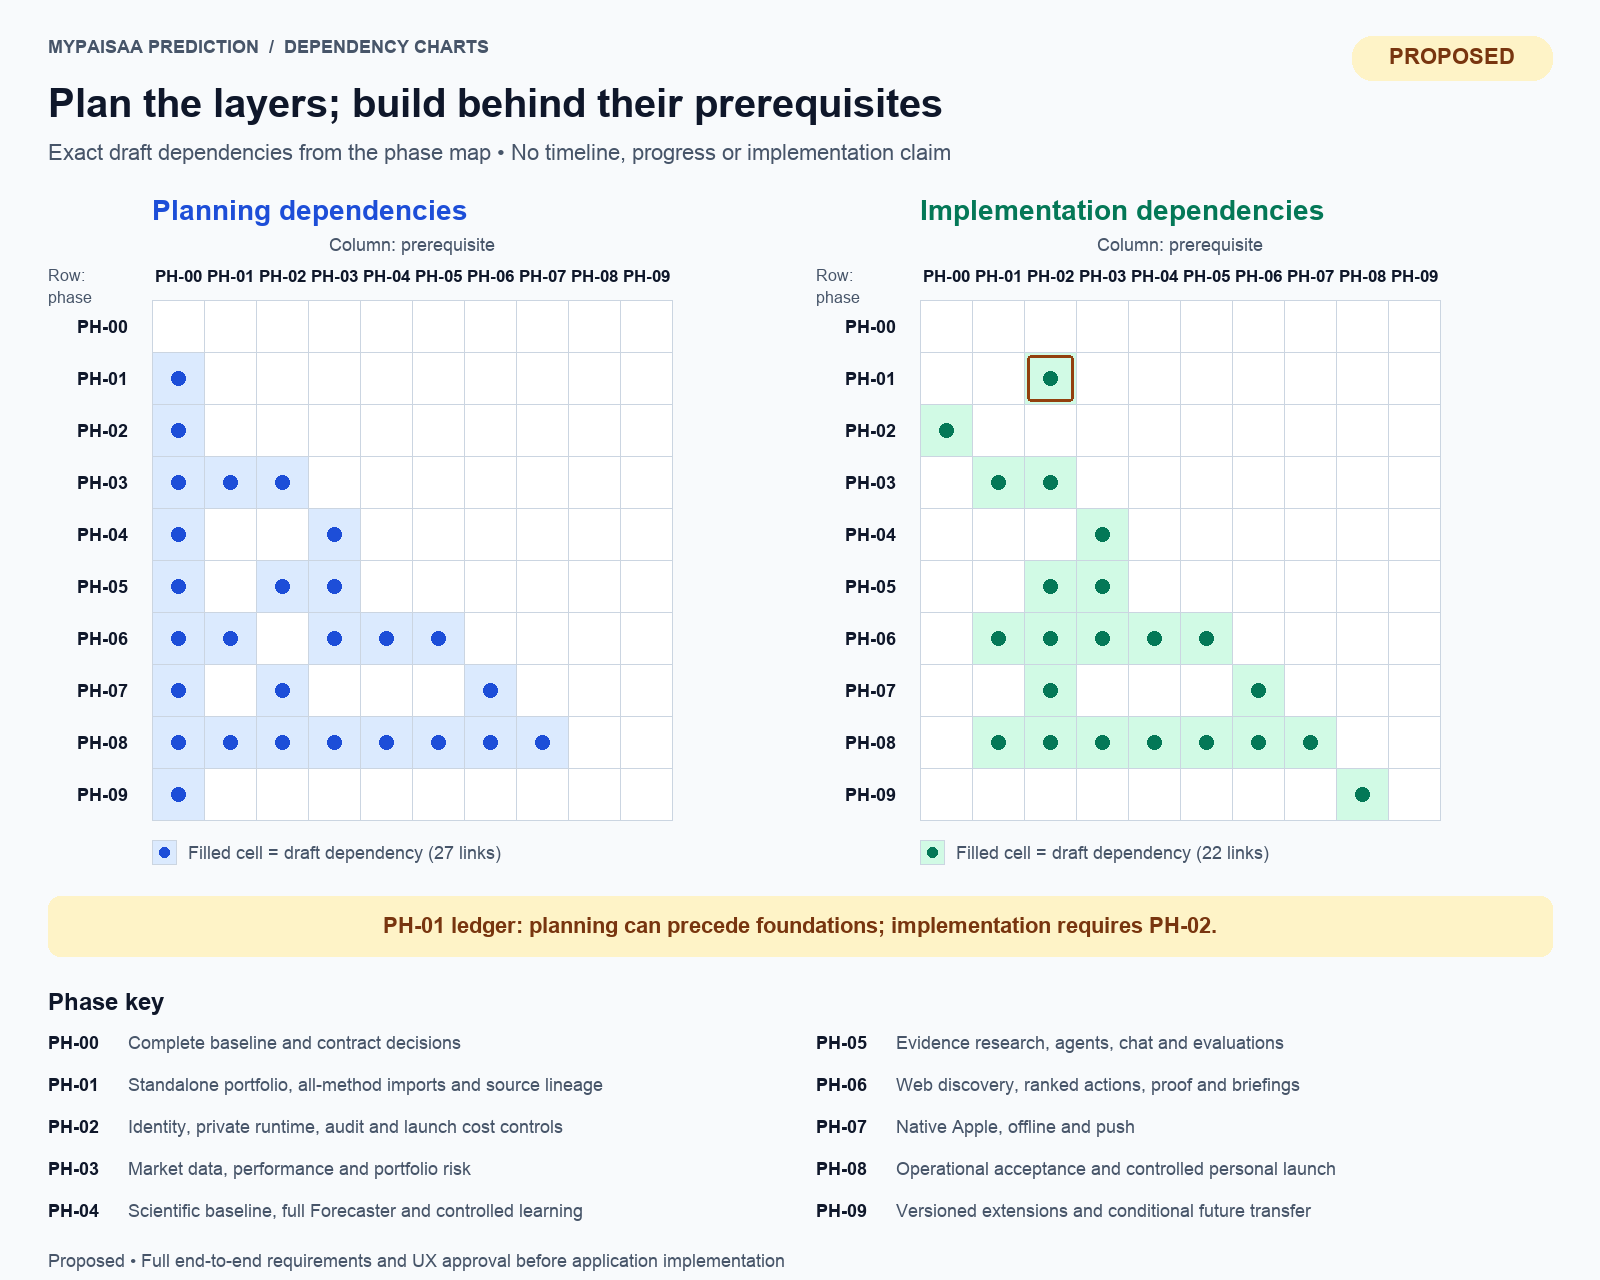 MYPAISAA PREDICTION / DEPENDENCY CHARTS
PROPOSED
Plan the layers; build behind their prerequisites
Exact draft dependencies from the phase map • No timeline, progress or implementation claim
Planning dependencies
Column: prerequisite
Row:
phase
PH-00 PH-01 PH-02 PH-03 PH-04 PH-05 PH-06 PH-07 PH-08 PH-09
PH-00
PH-01
PH-02
PH-03
PH-04
PH-05
PH-06
PH-07
PH-08
PH-09
Filled cell = draft dependency (27 links)
Implementation dependencies
Column: prerequisite
Row:
phase
PH-00 PH-01 PH-02 PH-03 PH-04 PH-05 PH-06 PH-07 PH-08 PH-09
PH-00
PH-01
PH-02
PH-03
PH-04
PH-05
PH-06
PH-07
PH-08
PH-09
Filled cell = draft dependency (22 links)
PH-01 ledger: planning can precede foundations; implementation requires PH-02.
Phase key
PH-00 Complete baseline and contract decisions
PH-01 Standalone portfolio, all-method imports and source lineage
PH-02 Identity, private runtime, audit and launch cost controls
PH-03 Market data, performance and portfolio risk
PH-04 Scientific baseline, full Forecaster and controlled learning
PH-05 Evidence research, agents, chat and evaluations
PH-06 Web discovery, ranked actions, proof and briefings
PH-07 Native Apple, offline and push
PH-08 Operational acceptance and controlled personal launch
PH-09 Versioned extensions and conditional future transfer
Proposed • Full end-to-end requirements and UX approval before application implementation